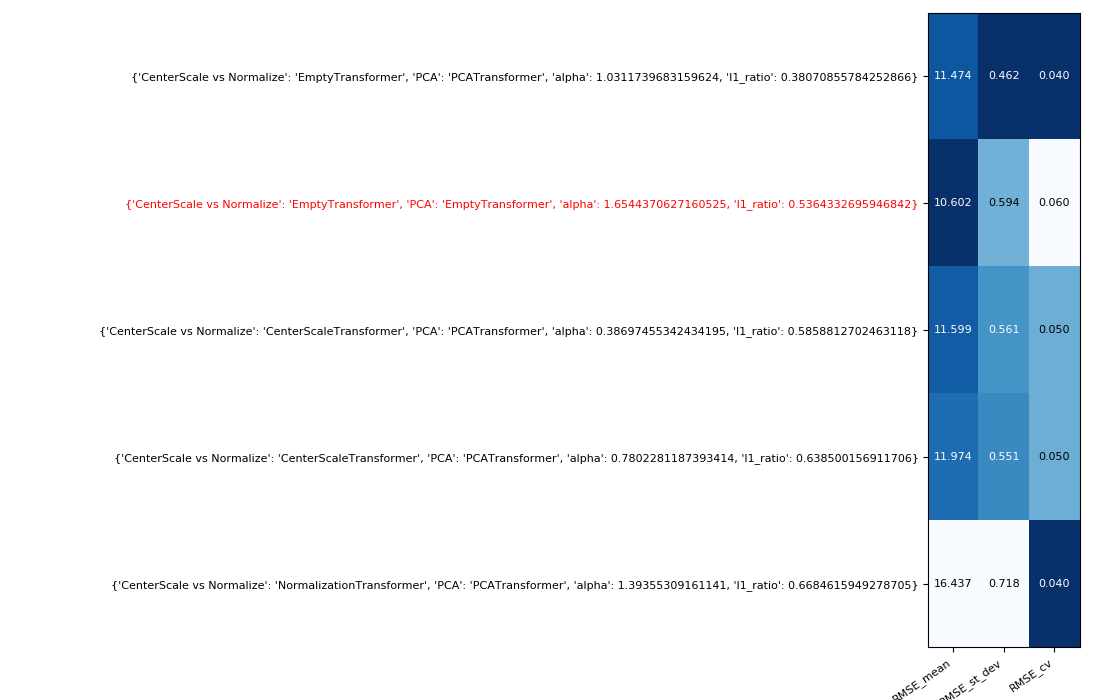 {'CenterScale vs Normalize': 'EmptyTransformer', 'PCA': 'PCATransformer', 'alpha': 1.0311739683159624, 'l1_ratio': 0.38070855784252866} 11.474 0.462 0.040
{'CenterScale vs Normalize': 'EmptyTransformer', 'PCA': 'EmptyTransformer', 'alpha': 1.6544370627160525, 'l1_ratio': 0.5364332695946842} 10.602 0.594 0.060
{'CenterScale vs Normalize': 'CenterScaleTransformer', 'PCA': 'PCATransformer', 'alpha': 0.38697455342434195, 'l1_ratio': 0.5858812702463118} 11.599 0.561 0.050
{'CenterScale vs Normalize': 'CenterScaleTransformer', 'PCA': 'PCATransformer', 'alpha': 0.7802281187393414, 'l1_ratio': 0.638500156911706} 11.974 0.551 0.050
{'CenterScale vs Normalize': 'NormalizationTransformer', 'PCA': 'PCATransformer', 'alpha': 1.39355309161141, 'l1_ratio': 0.6684615949278705} 16.437 0.718 0.040
RMSE_mean RMSE_st_dev RMSE_cv